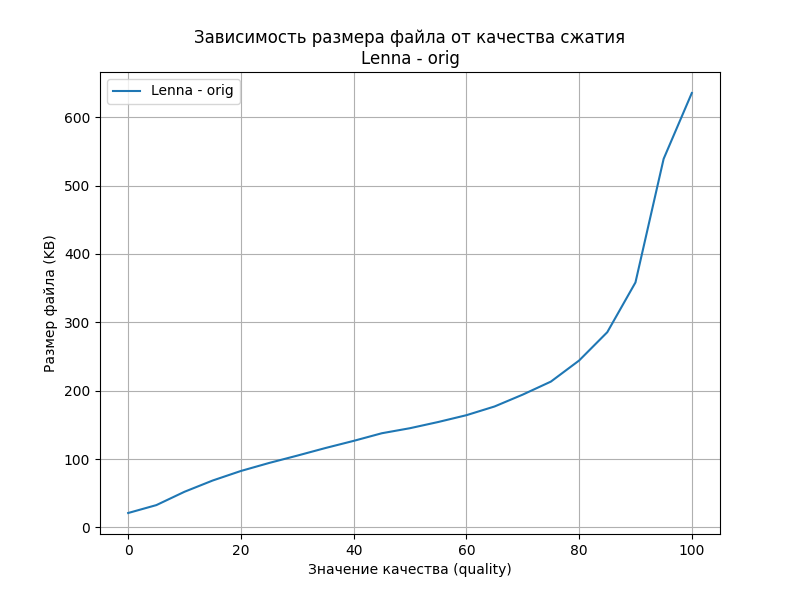 Зависимость размера файла от качества сжатия
Lenna - orig
Lenna - orig
600
500
400
300
200
100
0
Размер файла (KB)
0 20 40 60 80 100
Значение качества (quality)